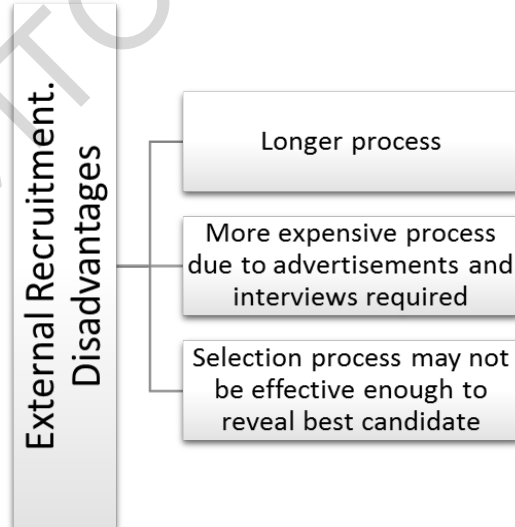 External Recruitment.
Disadvantages
Longer process
More expensive process
due to advertisements and
interviews required
Selection process may not
be effective enough to
reveal best candidate